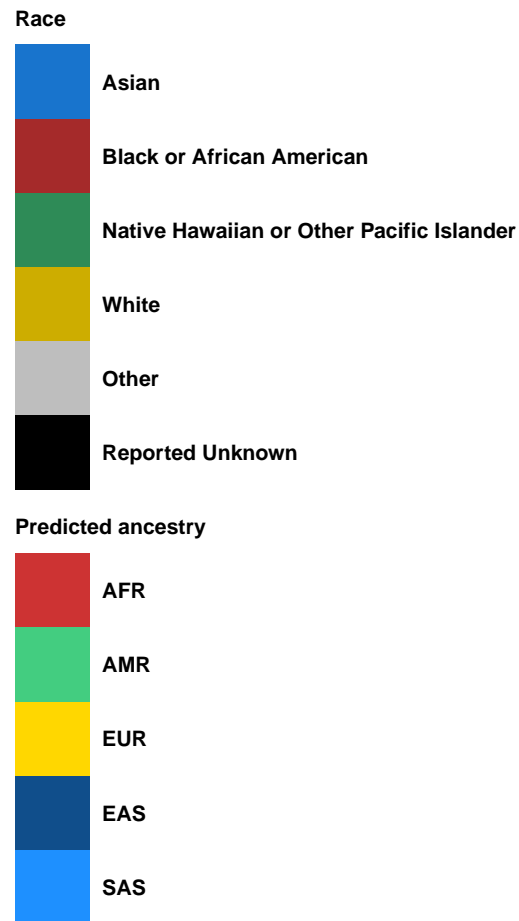 Race
Asian
Black or African American
Native Hawaiian or Other Pacific Islander
White
Other
Reported Unknown
Predicted ancestry
AFR
AMR
EUR
EAS
SAS